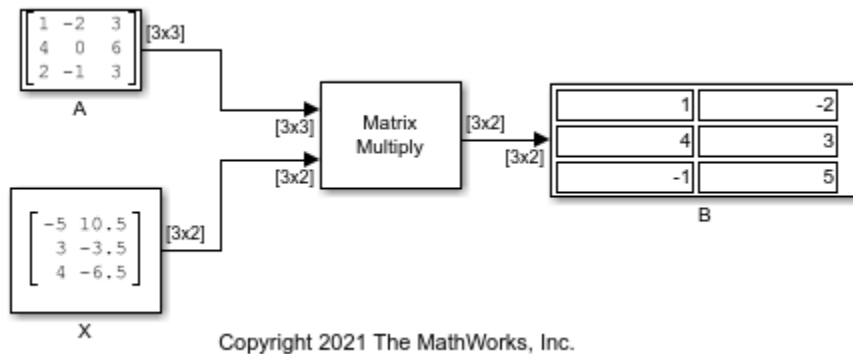 1 -2 3
4 0 6
2 -1 3
[3x3]
A
[3x3]
Matrix
Multiply
[3x2]
[3x2]
[3x2]
1 -2
4 3
-1 5
B
-5 10.5
3 -3.5
4 -6.5
[3x2]
X
Copyright 2021 The MathWorks, Inc.